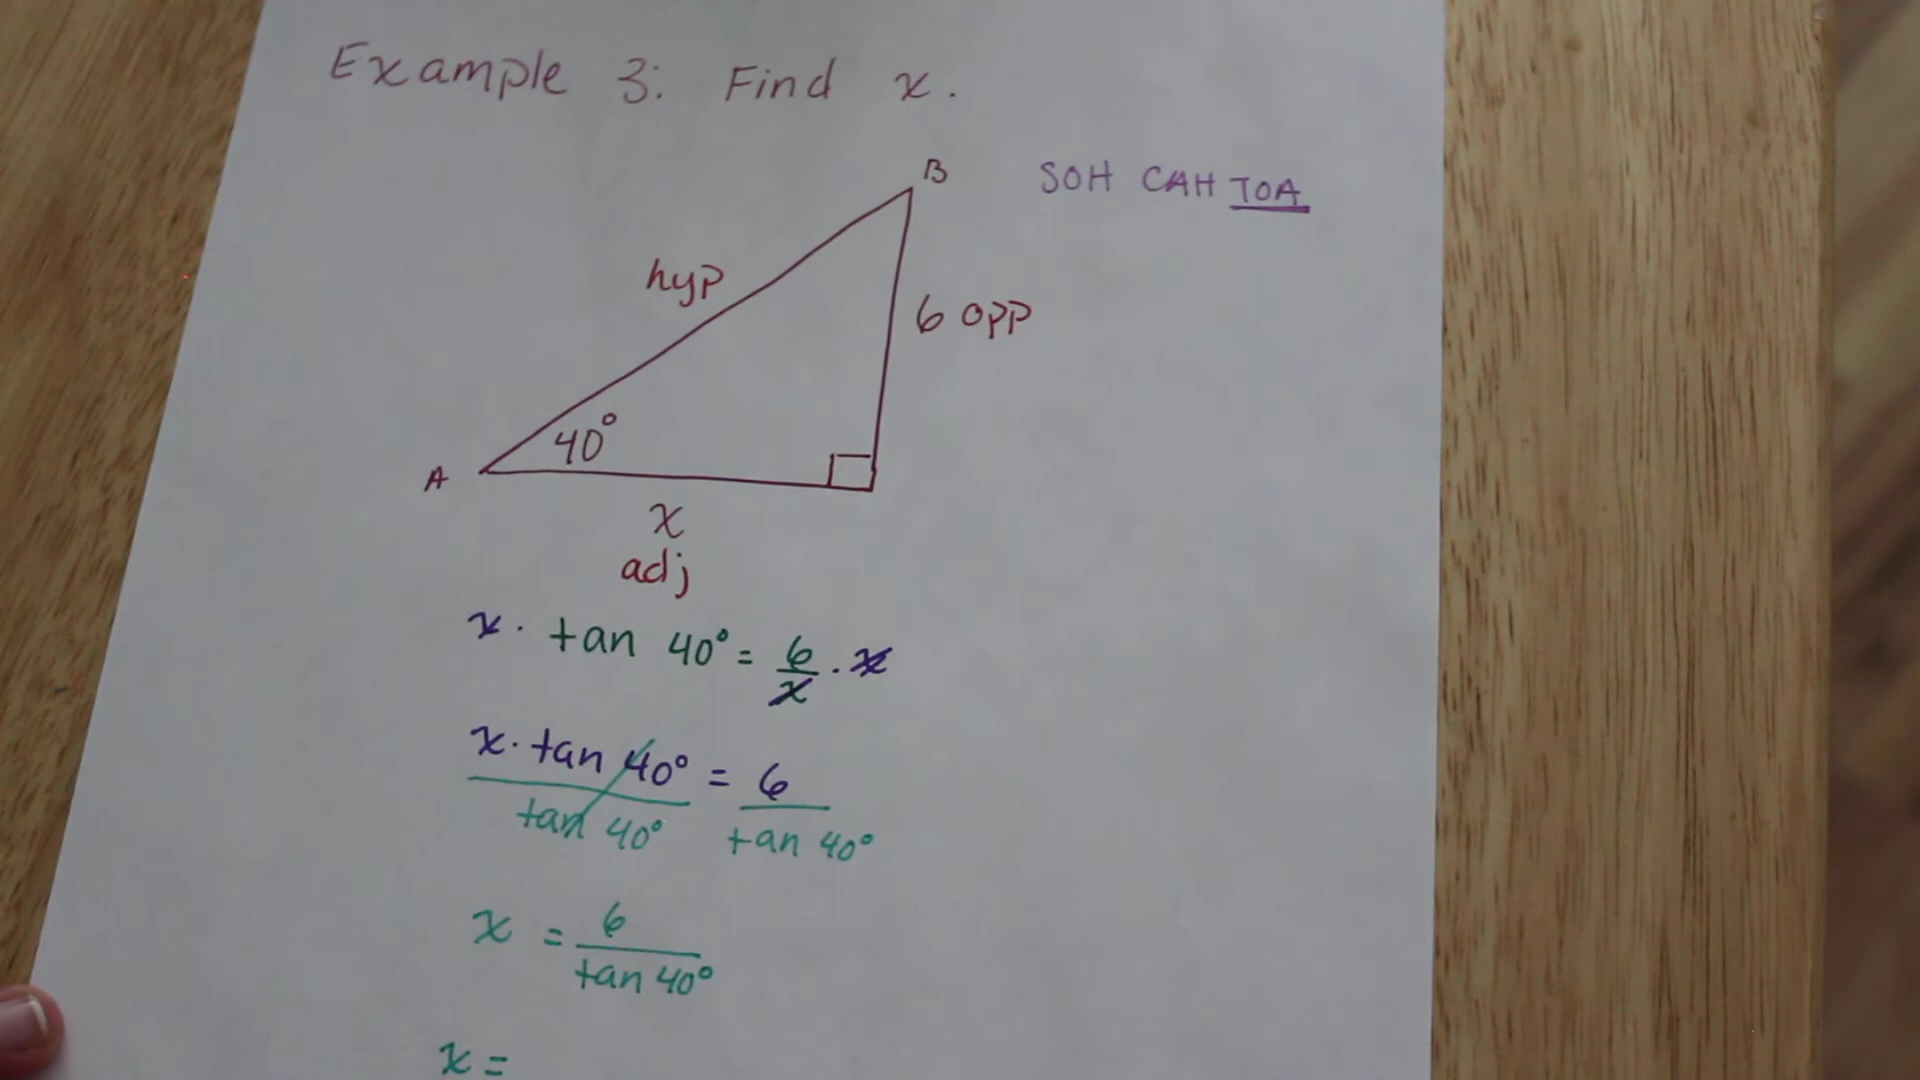 Example 3: Find x.
B
SOH CAH TOA
hyp
6 opp
40°
A
x
adj
x · tan 40° = 6/x · x
x · tan 40° = 6
tan 40° tan 40°
x = 6/tan 40°
x =